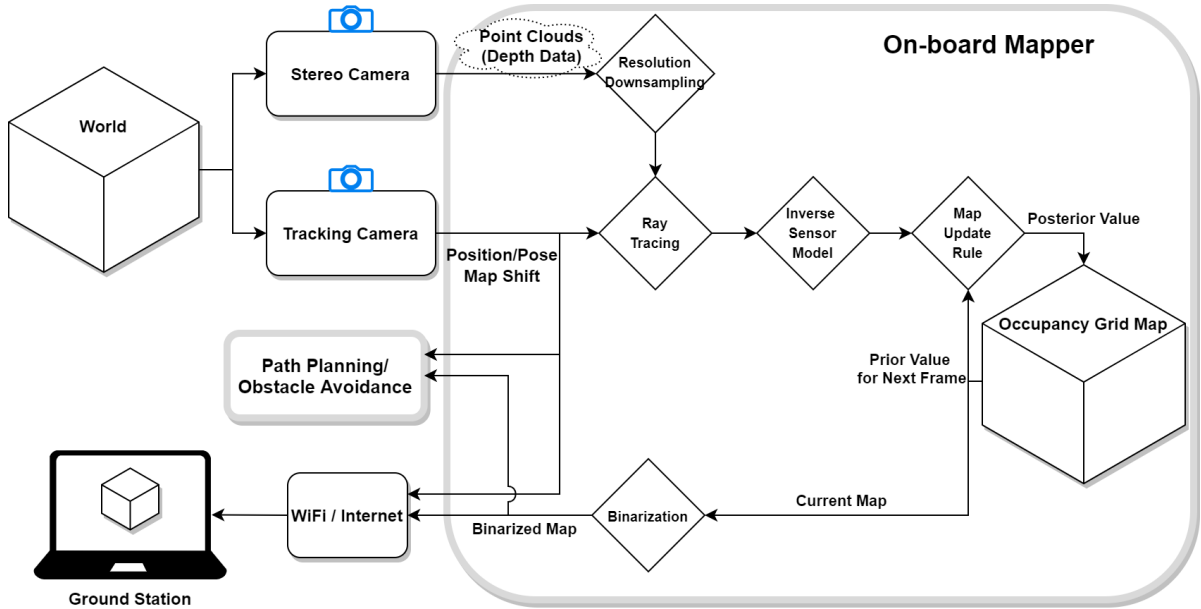 On-board Mapper
World
Stereo Camera
Point Clouds
(Depth Data)
Resolution
Downsampling
Tracking Camera
Position/Pose
Map Shift
Ray
Tracing
Inverse
Sensor
Model
Map
Update
Rule
Posterior Value
Occupancy Grid Map
Prior Value
for Next Frame
Path Planning/
Obstacle Avoidance
Current Map
Binarization
Binarized Map
WiFi / Internet
Ground Station